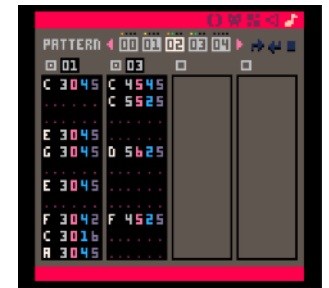 PATTERN 00 01 02 03 04
01 03
C 3045 C 4545
...... C 5525
...... ......
E 3045 ......
G 3045 D 5625
...... ......
E 3045 ......
...... ......
F 3042 F 4525
C 3016 ......
A 3045 ......